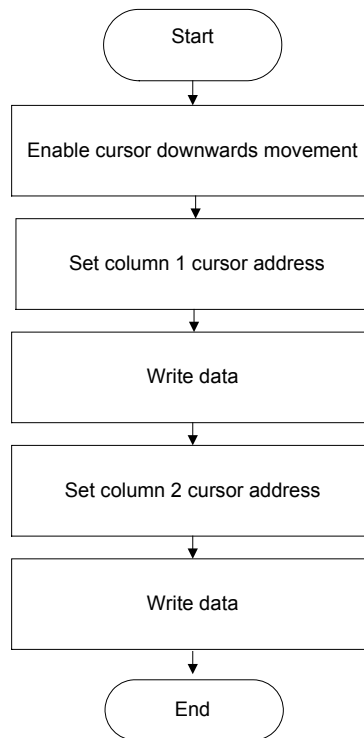 Start
Enable cursor downwards movement
Set column 1 cursor address
Write data
Set column 2 cursor address
Write data
End